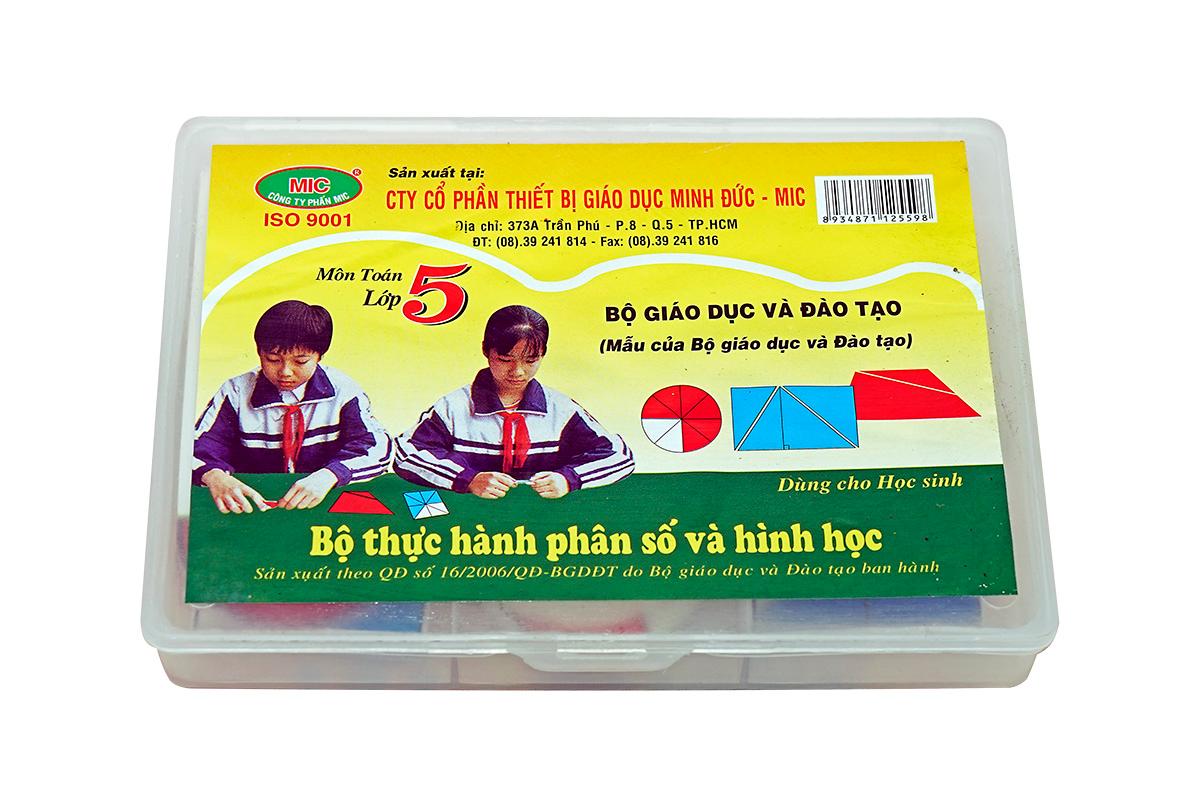 MIC ®
CÔNG TY PHẦN MIC
ISO 9001
Sản xuất tại:
CTY CỔ PHẦN THIẾT BỊ GIÁO DỤC MINH ĐỨC - MIC
Địa chỉ: 373A Trần Phú - P.8 - Q.5 - TP.HCM
ĐT: (08).39 241 814 - Fax: (08).39 241 816
8934871125598
Môn Toán
Lớp 5
BỘ GIÁO DỤC VÀ ĐÀO TẠO
(Mẫu của Bộ giáo dục và Đào tạo)
Dùng cho Học sinh
Bộ thực hành phân số và hình học
Sản xuất theo QĐ số 16/2006/QĐ-BGDĐT do Bộ giáo dục và Đào tạo ban hành